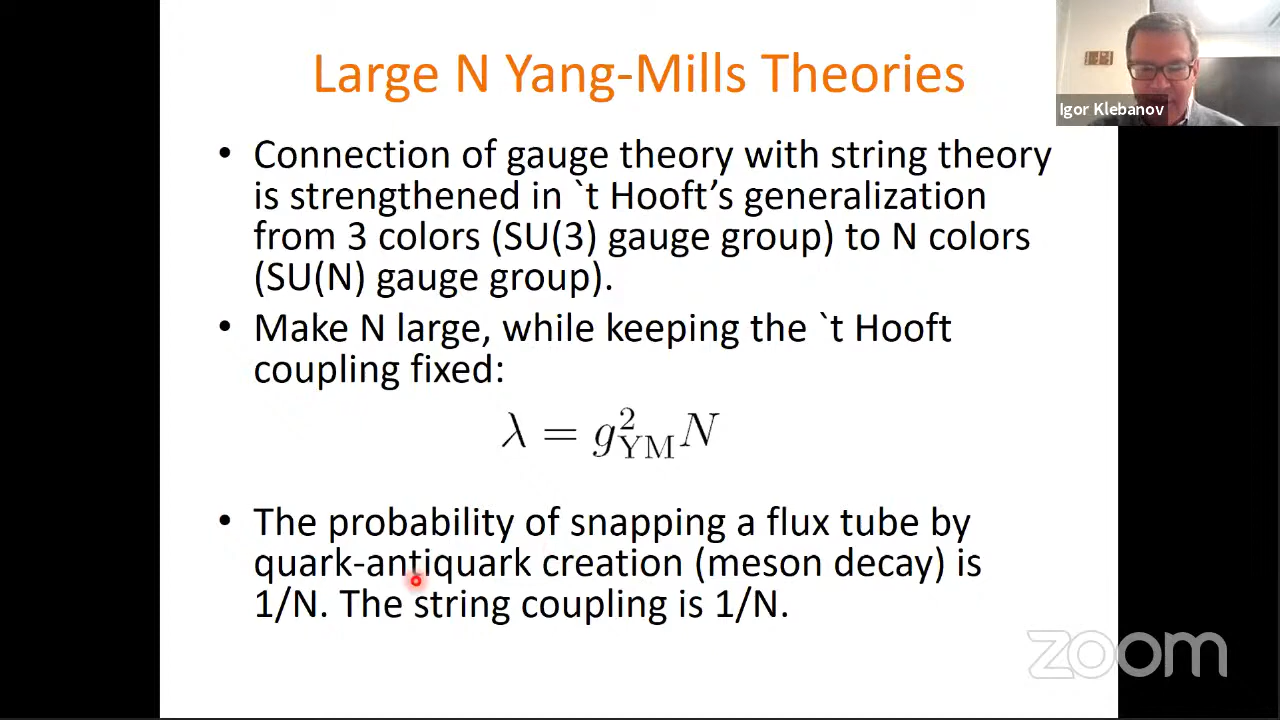 Large N Yang-Mills Theories
Igor Klebanov
• Connection of gauge theory with string theory
is strengthened in `t Hooft’s generalization
from 3 colors (SU(3) gauge group) to N colors
(SU(N) gauge group).
• Make N large, while keeping the `t Hooft
coupling fixed:
λ = g²_YM N
• The probability of snapping a flux tube by
quark-antiquark creation (meson decay) is
1/N. The string coupling is 1/N.
zoom